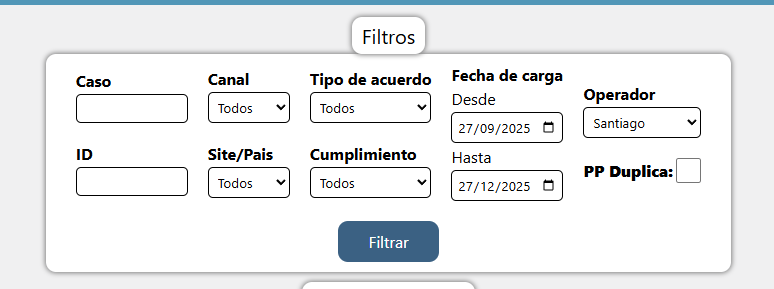 Filtros
Caso
Canal
Todos
Tipo de acuerdo
Todos
Fecha de carga
Desde
27/09/2025
Operador
Santiago
ID
Site/Pais
Todos
Cumplimiento
Todos
Hasta
27/12/2025
PP Duplica:
Filtrar